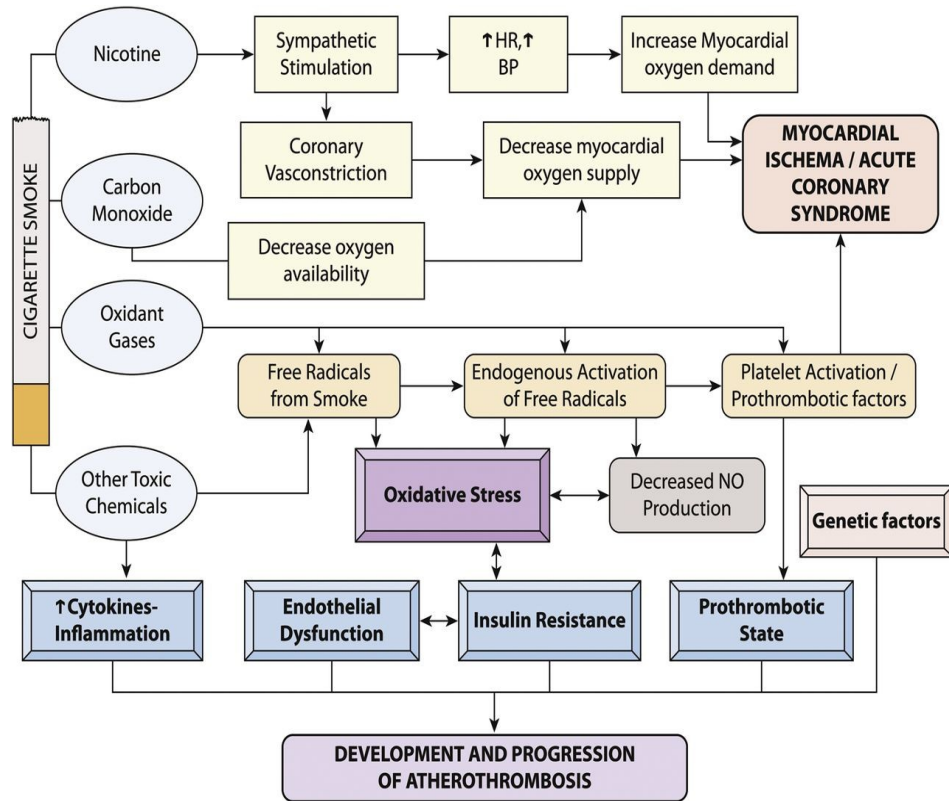 Nicotine
Sympathetic
Stimulation
↑HR,↑
BP
Increase Myocardial
oxygen demand
CIGARETTE SMOKE
Coronary
Vasconstriction
Decrease myocardial
oxygen supply
MYOCARDIAL
ISCHEMA / ACUTE
CORONARY
SYNDROME
Carbon
Monoxide
Decrease oxygen
availability
Oxidant
Gases
Free Radicals
from Smoke
Endogenous Activation
of Free Radicals
Platelet Activation /
Prothrombotic factors
Other Toxic
Chemicals
Oxidative Stress
Decreased NO
Production
Genetic factors
↑Cytokines-
Inflammation
Endothelial
Dysfunction
Insulin Resistance
Prothrombotic
State
DEVELOPMENT AND PROGRESSION
OF ATHEROTHROMBOSIS